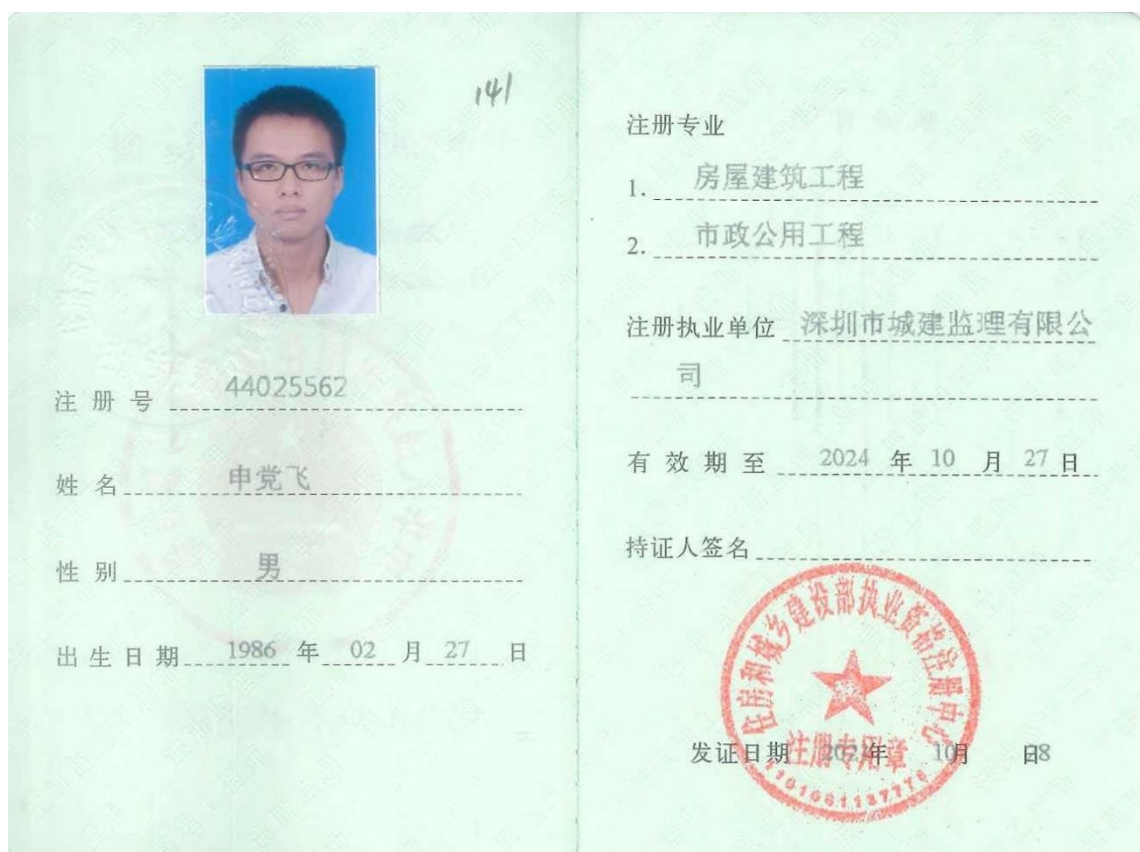 141
注册号 44025562
姓名 申党飞
性别 男
出生日期 1986 年 02 月 27 日
注册专业
1. 房屋建筑工程
2. 市政公用工程
注册执业单位 深圳市城建监理有限公
司
有效期至 2024 年 10 月 27 日
持证人签名
住房和城乡建设部执业资格注册中心
注册专用章
发证日期 年 10月 日